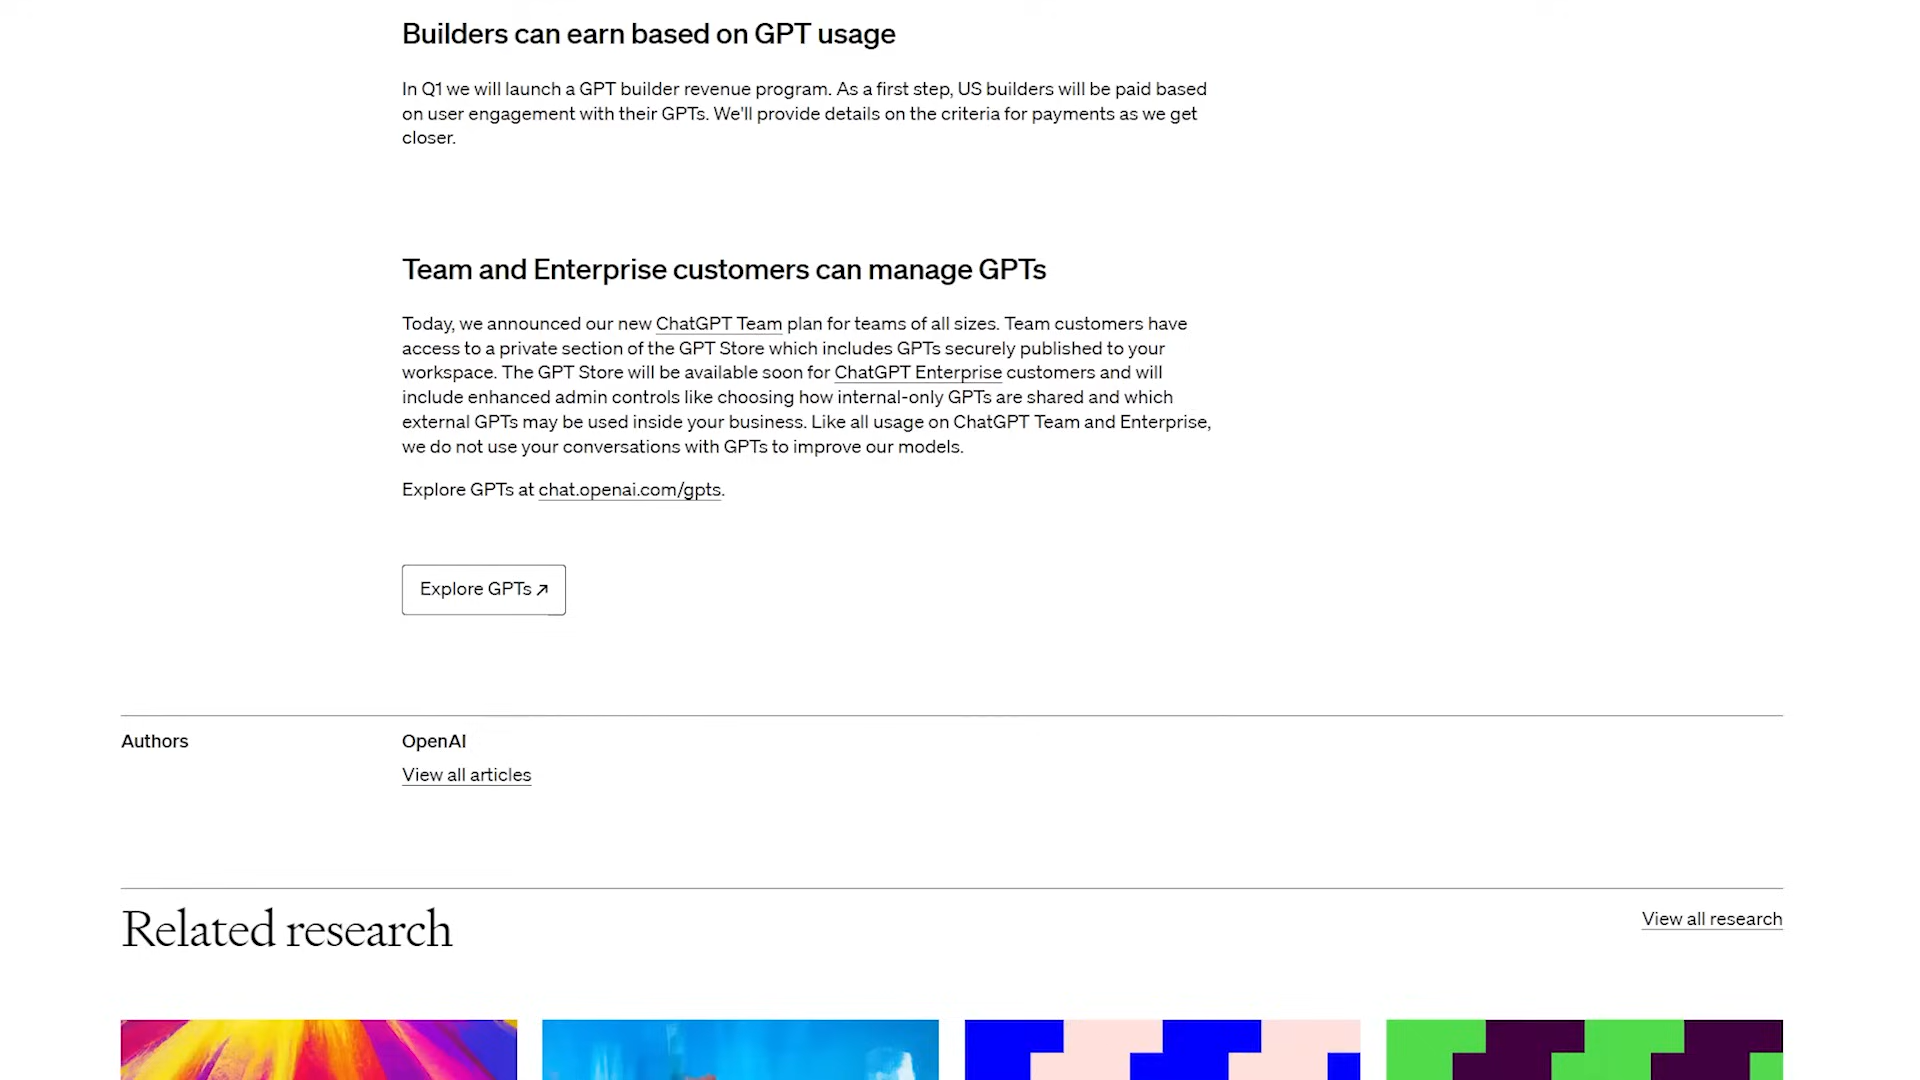 Builders can earn based on GPT usage
In Q1 we will launch a GPT builder revenue program. As a first step, US builders will be paid based
on user engagement with their GPTs. We'll provide details on the criteria for payments as we get
closer.
Team and Enterprise customers can manage GPTs
Today, we announced our new ChatGPT Team plan for teams of all sizes. Team customers have
access to a private section of the GPT Store which includes GPTs securely published to your
workspace. The GPT Store will be available soon for ChatGPT Enterprise customers and will
include enhanced admin controls like choosing how internal-only GPTs are shared and which
external GPTs may be used inside your business. Like all usage on ChatGPT Team and Enterprise,
we do not use your conversations with GPTs to improve our models.
Explore GPTs at chat.openai.com/gpts.
Explore GPTs ↗
Authors
OpenAI
View all articles
Related research
View all research